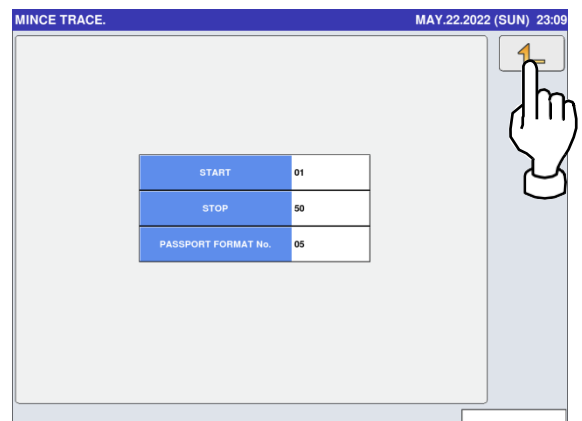 MINCE TRACE. MAY.22.2022 (SUN) 23:09
START 01
STOP 50
PASSPORT FORMAT No. 05